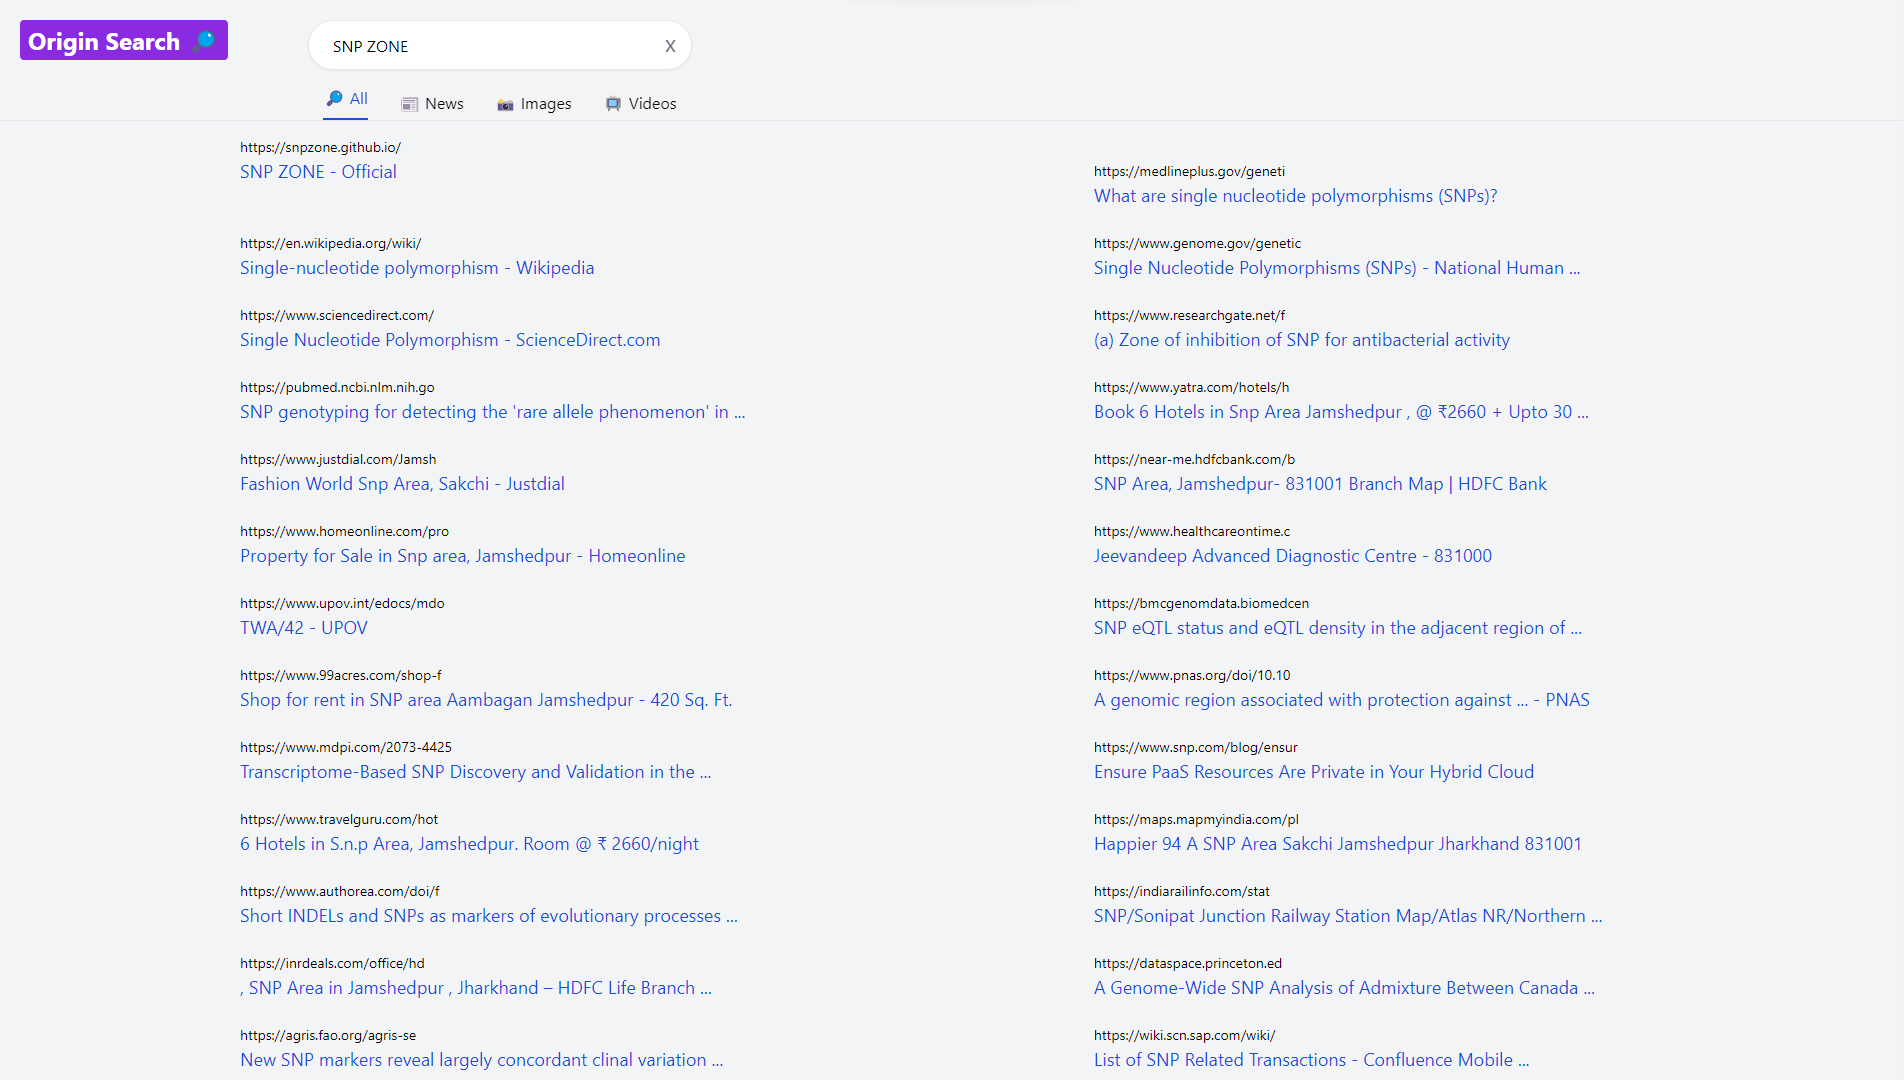 Origin Search
SNP ZONE
X
All
News
Images
Videos
https://snpzone.github.io/
SNP ZONE - Official
https://medlineplus.gov/geneti
What are single nucleotide polymorphisms (SNPs)?
https://en.wikipedia.org/wiki/
Single-nucleotide polymorphism - Wikipedia
https://www.genome.gov/genetic
Single Nucleotide Polymorphisms (SNPs) - National Human ...
https://www.sciencedirect.com/
Single Nucleotide Polymorphism - ScienceDirect.com
https://www.researchgate.net/f
(a) Zone of inhibition of SNP for antibacterial activity
https://pubmed.ncbi.nlm.nih.go
SNP genotyping for detecting the 'rare allele phenomenon' in ...
https://www.yatra.com/hotels/h
Book 6 Hotels in Snp Area Jamshedpur , @ ₹2660 + Upto 30 ...
https://www.justdial.com/Jamsh
Fashion World Snp Area, Sakchi - Justdial
https://near-me.hdfcbank.com/b
SNP Area, Jamshedpur- 831001 Branch Map | HDFC Bank
https://www.homeonline.com/pro
Property for Sale in Snp area, Jamshedpur - Homeonline
https://www.healthcareontime.c
Jeevandeep Advanced Diagnostic Centre - 831000
https://www.upov.int/edocs/mdo
TWA/42 - UPOV
https://bmcgenomdata.biomedcen
SNP eQTL status and eQTL density in the adjacent region of ...
https://www.99acres.com/shop-f
Shop for rent in SNP area Aambagan Jamshedpur - 420 Sq. Ft.
https://www.pnas.org/doi/10.10
A genomic region associated with protection against ... - PNAS
https://www.mdpi.com/2073-4425
Transcriptome-Based SNP Discovery and Validation in the ...
https://www.snp.com/blog/ensur
Ensure PaaS Resources Are Private in Your Hybrid Cloud
https://www.travelguru.com/hot
6 Hotels in S.n.p Area, Jamshedpur. Room @ ₹ 2660/night
https://maps.mapmyindia.com/pl
Happier 94 A SNP Area Sakchi Jamshedpur Jharkhand 831001
https://www.authorea.com/doi/f
Short INDELs and SNPs as markers of evolutionary processes ...
https://indiarailinfo.com/stat
SNP/Sonipat Junction Railway Station Map/Atlas NR/Northern ...
https://inrdeals.com/office/hd
, SNP Area in Jamshedpur , Jharkhand – HDFC Life Branch ...
https://dataspace.princeton.ed
A Genome-Wide SNP Analysis of Admixture Between Canada ...
https://agris.fao.org/agris-se
New SNP markers reveal largely concordant clinal variation ...
https://wiki.scn.sap.com/wiki/
List of SNP Related Transactions - Confluence Mobile ...